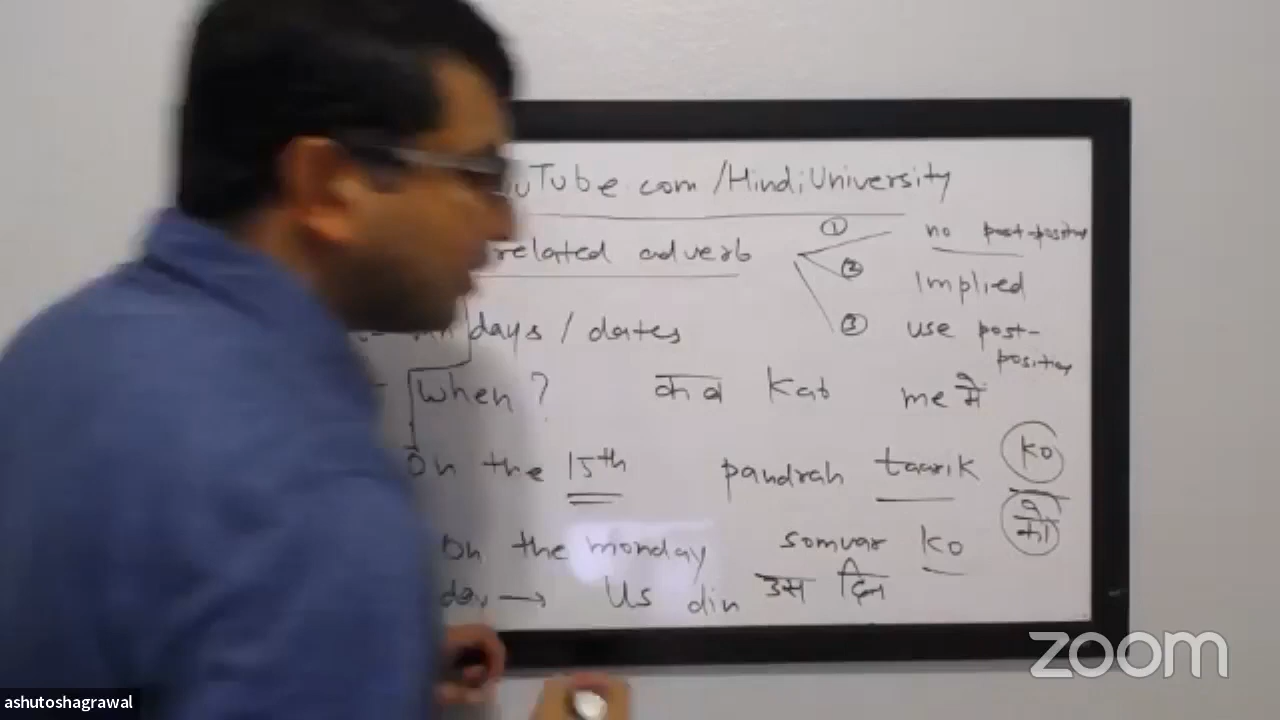 uTube.com/HindiUniversity
related adverb
① no post-position
② Implied
③ use post-
position
days / dates
When? कब Kab me में
On the 15th pandrah taarik ko
को
On the monday somvar ko
day → Us din उस दिन
zoom
ashutoshagrawal